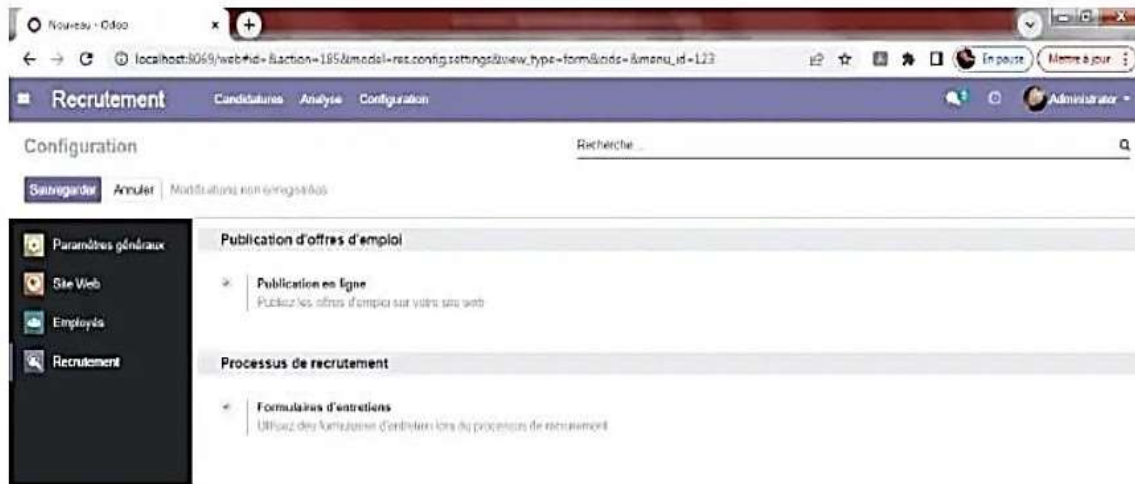 Nouveau - Odoo
localhost:8069/web#id=&action=185&model=res.config.settings&view_type=form&cids=&menu_id=123
En pause
Mettre à jour
Recrutement Candidatures Analyse Configuration
Administrator
Configuration
Recherche...
Sauvegarder Annuler Modifications non enregistrées
Paramètres généraux
Publication d'offres d'emploi
Site Web
Publication en ligne
Publiez les offres d'emploi sur votre site web
Employés
Recrutement
Processus de recrutement
Formulaires d'entretiens
Utilisez des formulaires d'entretien lors du processus de recrutement